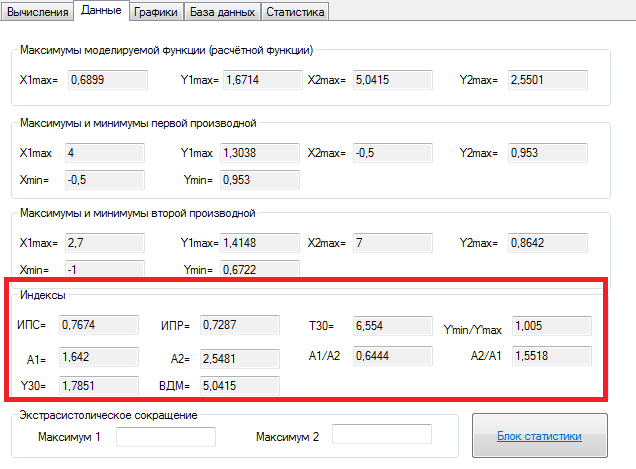 Вычисления Данные Графики База данных Статистика
Максимумы моделируемой функции (расчётной функции)
X1max= 0,6899 Y1max= 1,6714 X2max= 5,0415 Y2max= 2,5501
Максимумы и минимумы первой производной
X1max 4 Y1max 1,3038 X2max= -0,5 Y2max= 0,953
Xmin= -0,5 Ymin= 0,953
Максимумы и минимумы второй производной
X1max= 2,7 Y1max= 1,4148 X2max= 7 Y2max= 0,8642
Xmin= -1 Ymin= 0,6722
Индексы
ИПС= 0,7674 ИПР= 0,7287 T30= 6,554 Y'min/Y'max 1,005
A1= 1,642 A2= 2,5481 A1/A2 0,6444 A2/A1 1,5518
Y30= 1,7851 ВДМ= 5,0415
Экстрасистолическое сокращение
Максимум 1 Максимум 2
Блок статистики